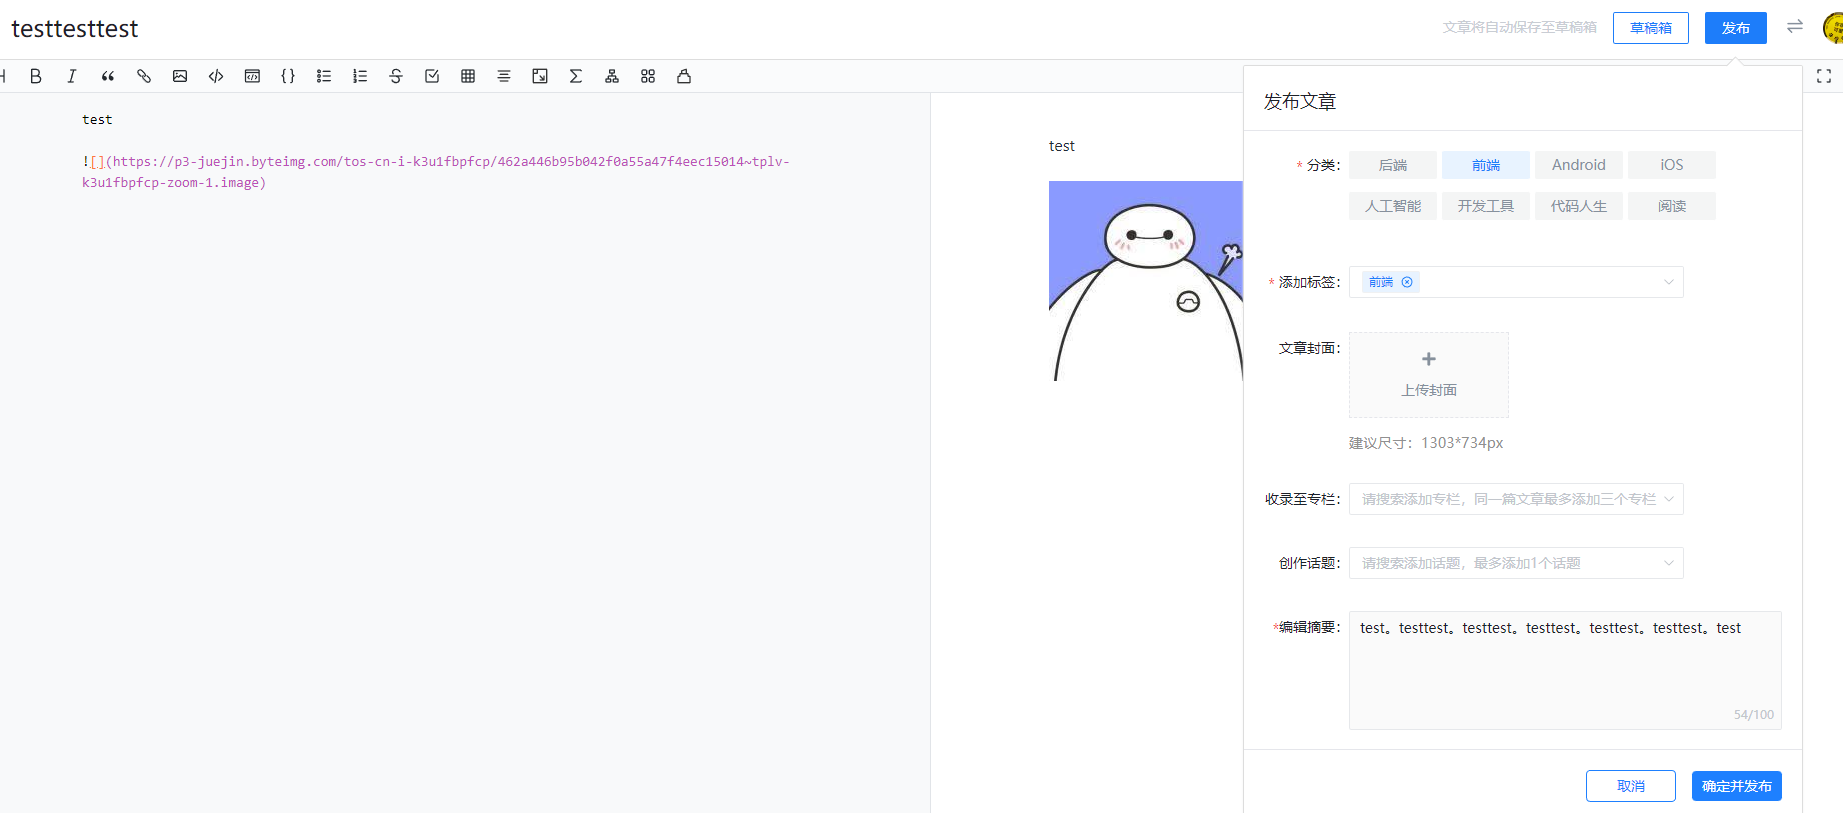 testtesttest
文章将自动保存至草稿箱
草稿箱
发布
test
![](https://p3-juejin.byteimg.com/tos-cn-i-k3u1fbpfcp/462a446b95b042f0a55a47f4eec15014~tplv-
k3u1fbpfcp-zoom-1.image)
test
发布文章
* 分类：
后端 前端 Android iOS
人工智能 开发工具 代码人生 阅读
* 添加标签：
前端
文章封面：
上传封面
建议尺寸：1303*734px
收录至专栏：
请搜索添加专栏，同一篇文章最多添加三个专栏
创作话题：
请搜索添加话题，最多添加1个话题
*编辑摘要：
test。testtest。testtest。testtest。testtest。testtest。test
54/100
取消
确定并发布